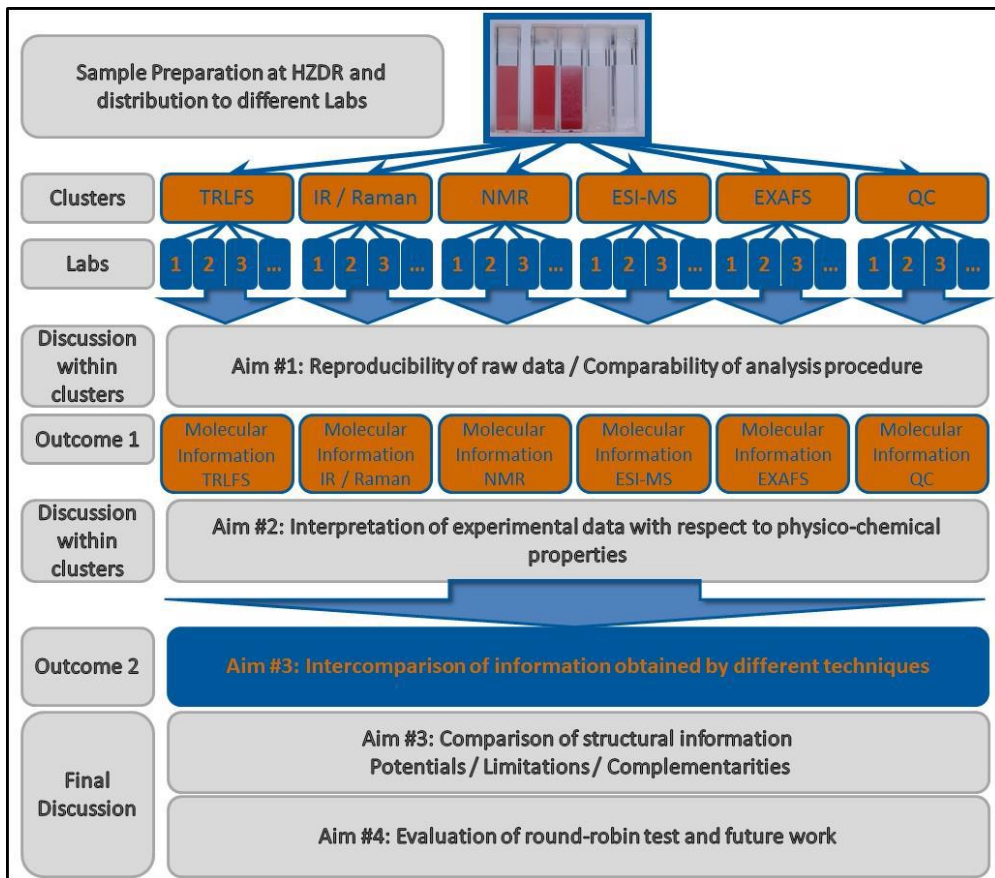 Sample Preparation at HZDR and
distribution to different Labs
Clusters
TRLFS
IR / Raman
NMR
ESI-MS
EXAFS
QC
Labs
1 2 3 ...
1 2 3 ...
1 2 3 ...
1 2 3 ...
1 2 3 ...
1 2 3 ...
Discussion
within
clusters
Aim #1: Reproducibility of raw data / Comparability of analysis procedure
Outcome 1
Molecular
Information
TRLFS
Molecular
Information
IR / Raman
Molecular
Information
NMR
Molecular
Information
ESI-MS
Molecular
Information
EXAFS
Molecular
Information
QC
Discussion
within
clusters
Aim #2: Interpretation of experimental data with respect to physico-chemical
properties
Outcome 2
Aim #3: Intercomparison of information obtained by different techniques
Final
Discussion
Aim #3: Comparison of structural information
Potentials / Limitations / Complementarities
Aim #4: Evaluation of round-robin test and future work